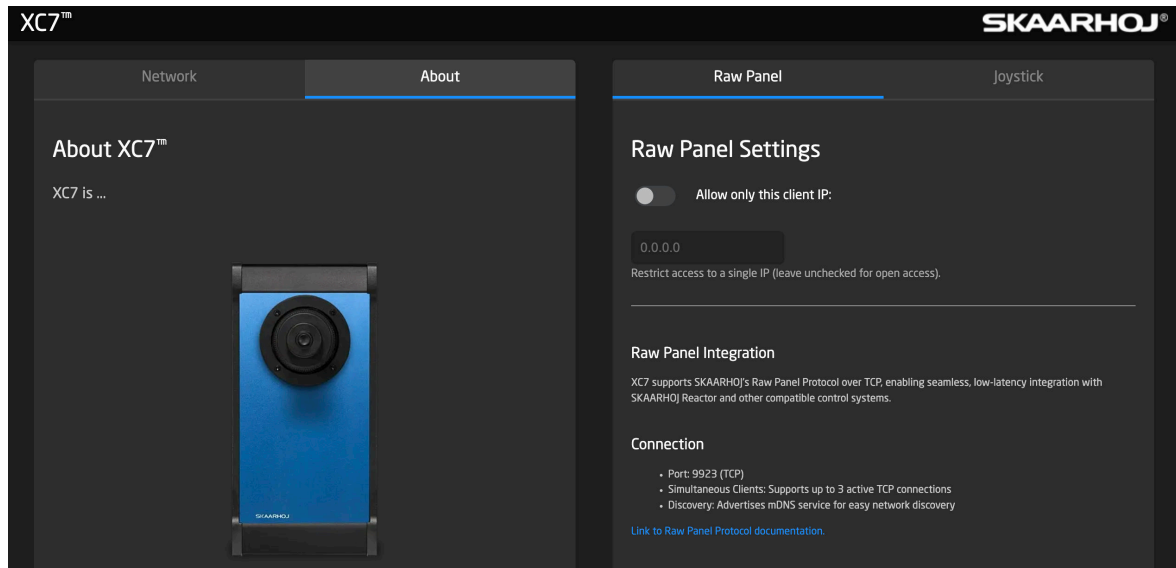 XC7™
SKAARHOJ®
Network
About
About XC7™
XC7 is ...
SKAARHOJ
Raw Panel
Joystick
Raw Panel Settings
Allow only this client IP:
0.0.0.0
Restrict access to a single IP (leave unchecked for open access).
Raw Panel Integration
XC7 supports SKAARHOJ's Raw Panel Protocol over TCP, enabling seamless, low-latency integration with
SKAARHOJ Reactor and other compatible control systems.
Connection
• Port: 9923 (TCP)
• Simultaneous Clients: Supports up to 3 active TCP connections
• Discovery: Advertises mDNS service for easy network discovery
Link to Raw Panel Protocol documentation.